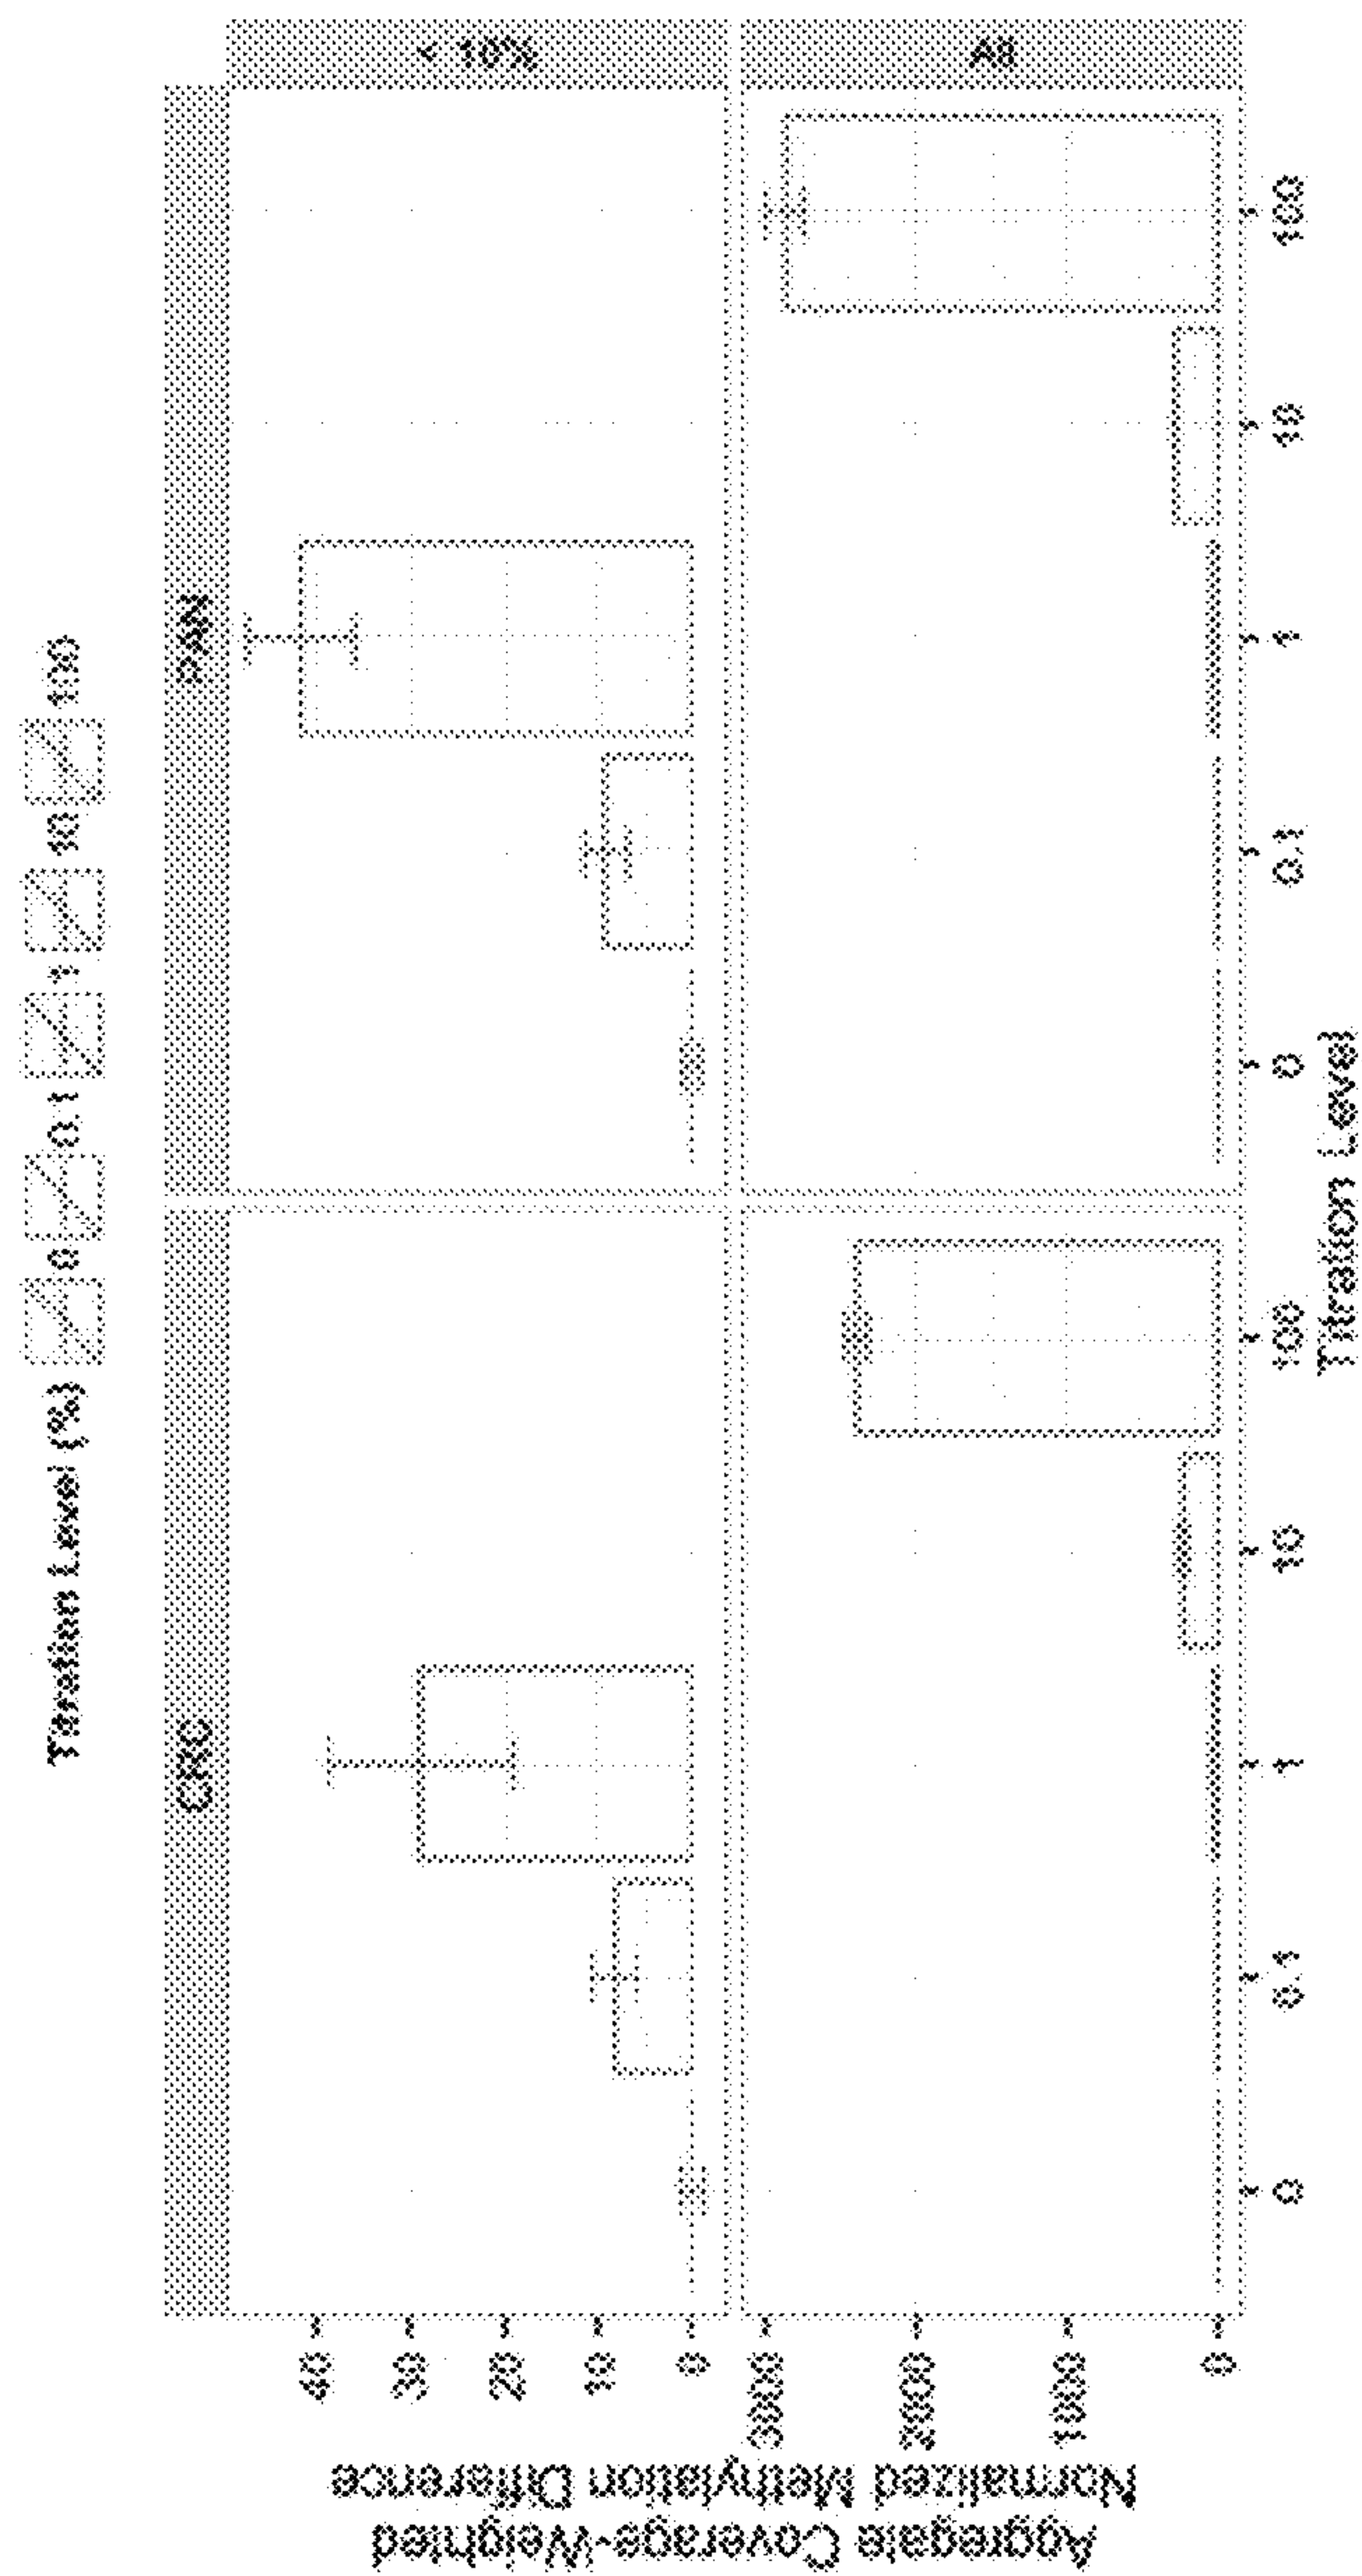 Titration Level (%) 0 0.1 1 10 100
CRC PAN
< 10%
40
30
20
10
0
All
3000
2000
1000
0
0 0.1 1 10 100 0 0.1 1 10 100
Titration Level
Aggregate Coverage-Weighted
Normalized Methylation Difference